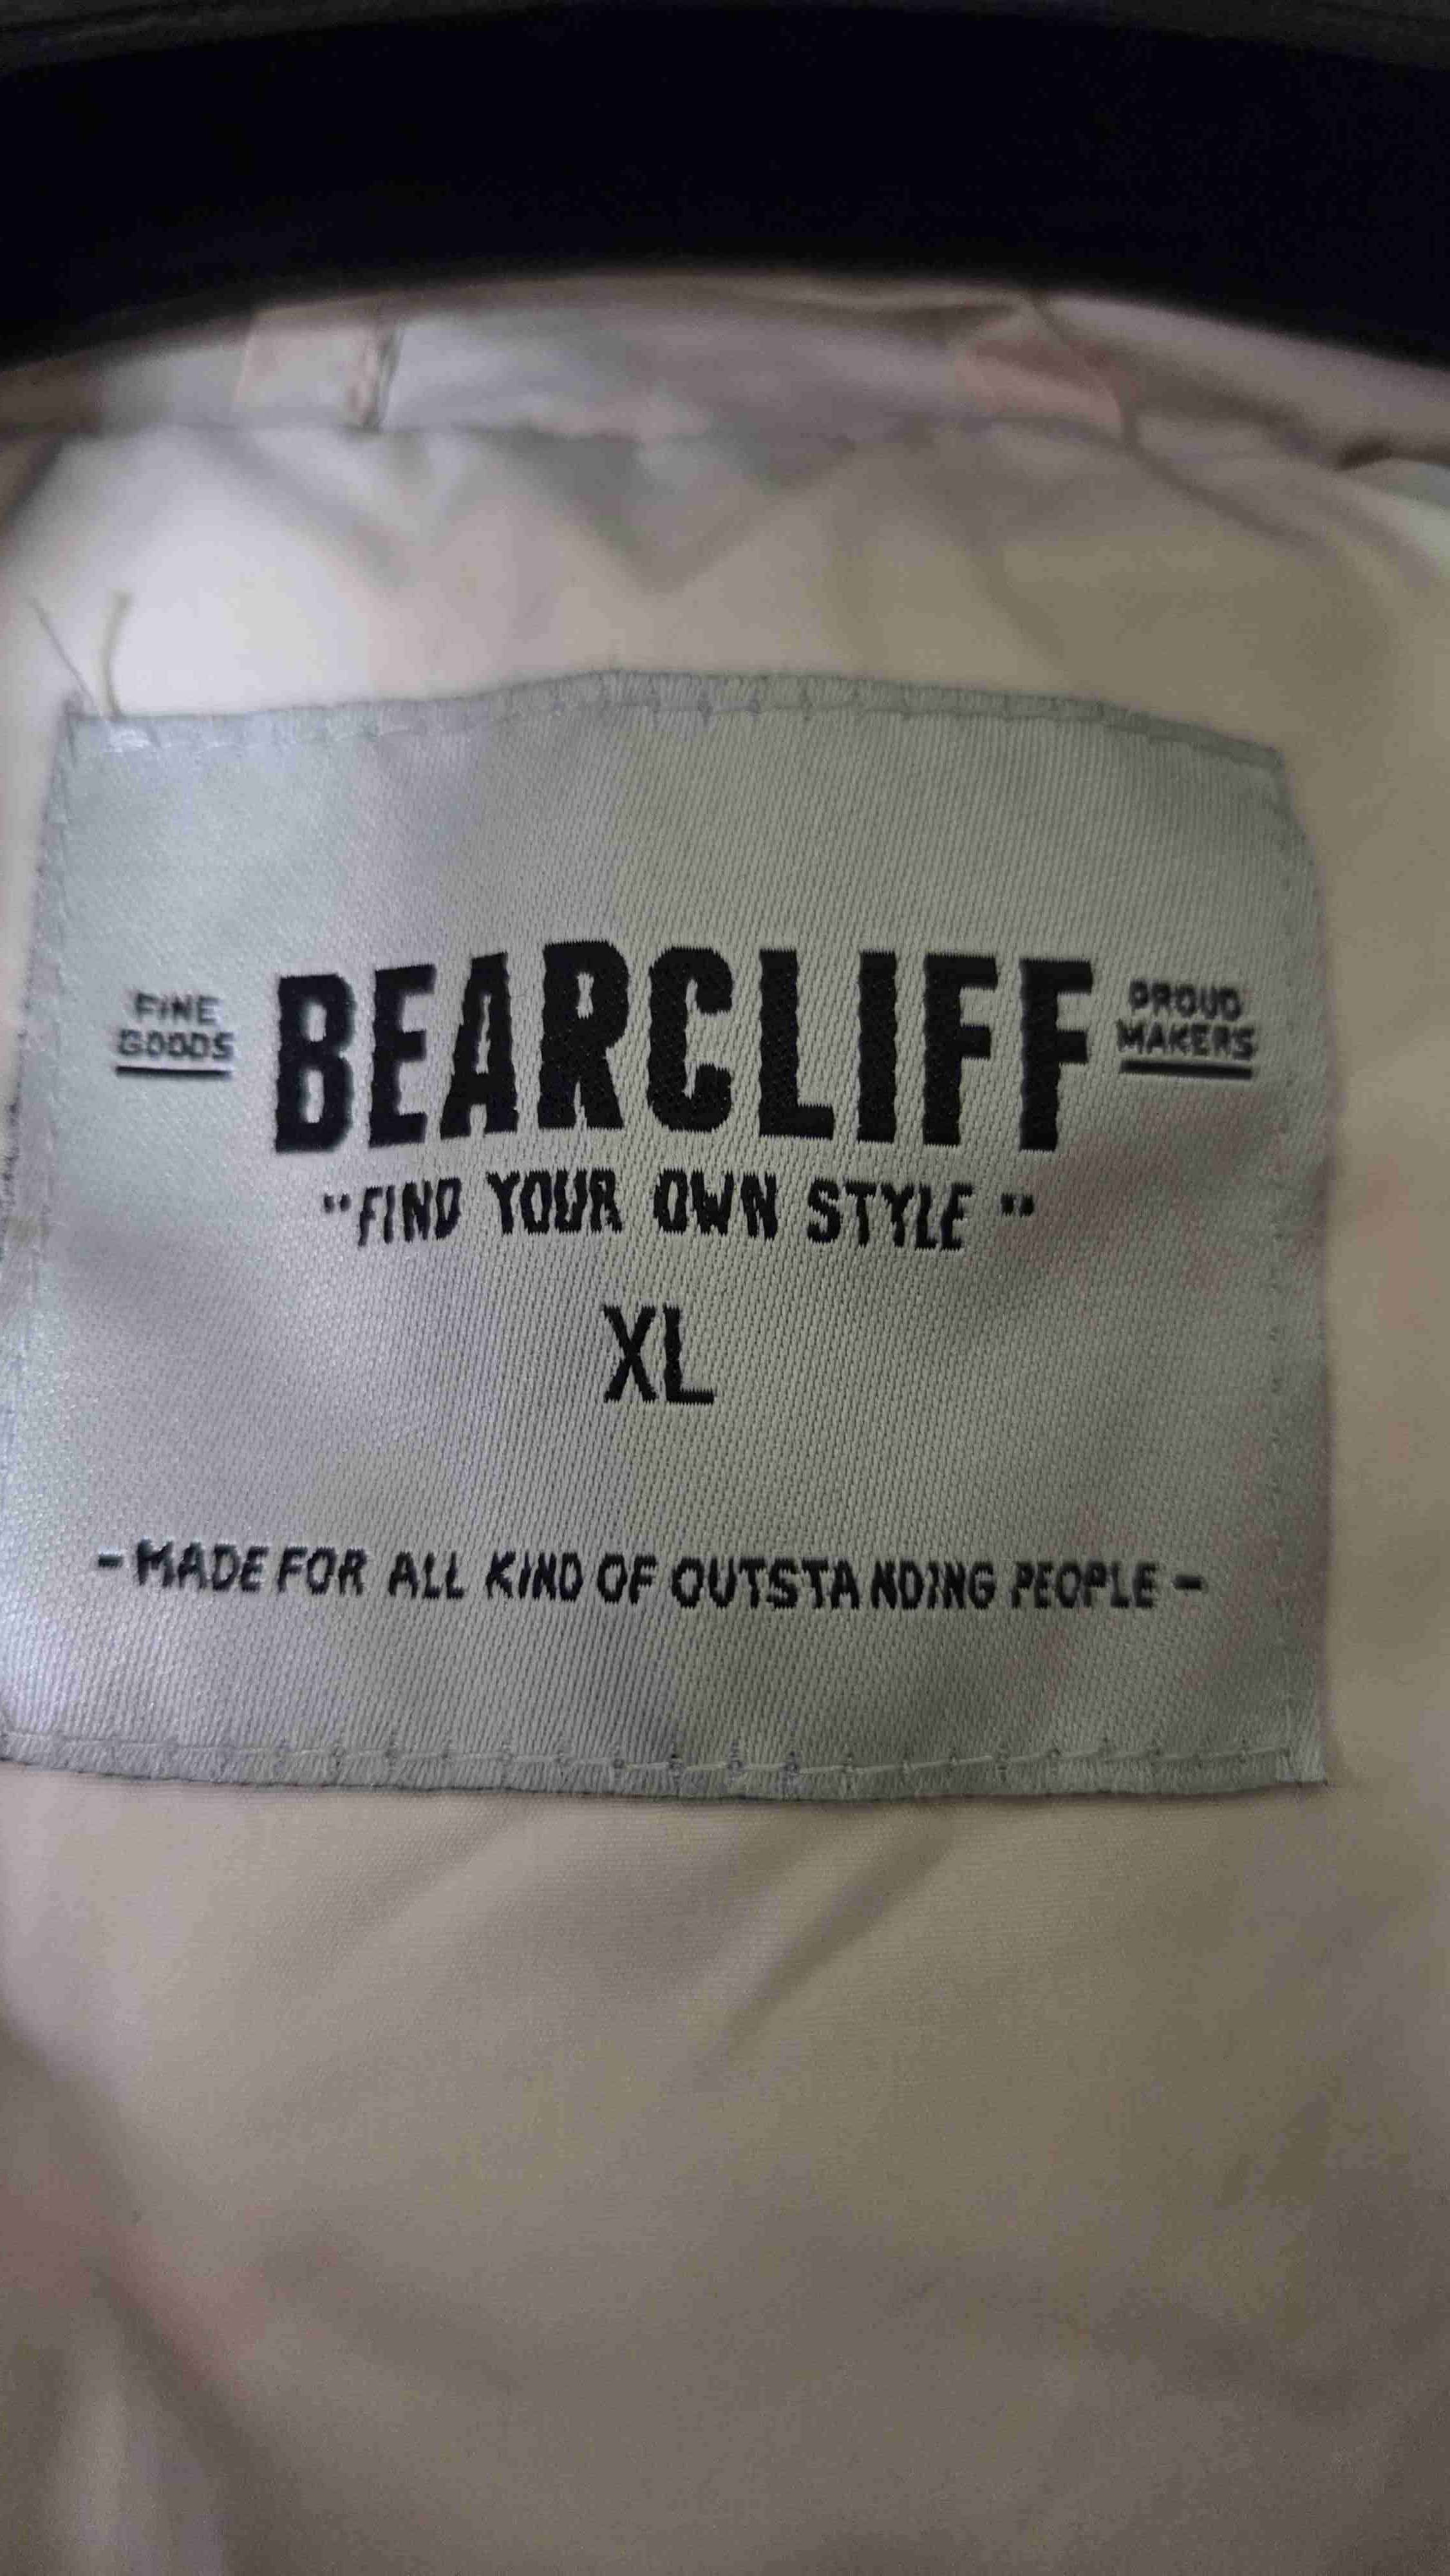 FINE
GOODS
BEARCLIFF
PROUD
MAKERS
"FIND YOUR OWN STYLE"
XL
- MADE FOR ALL KIND OF OUTSTANDING PEOPLE -